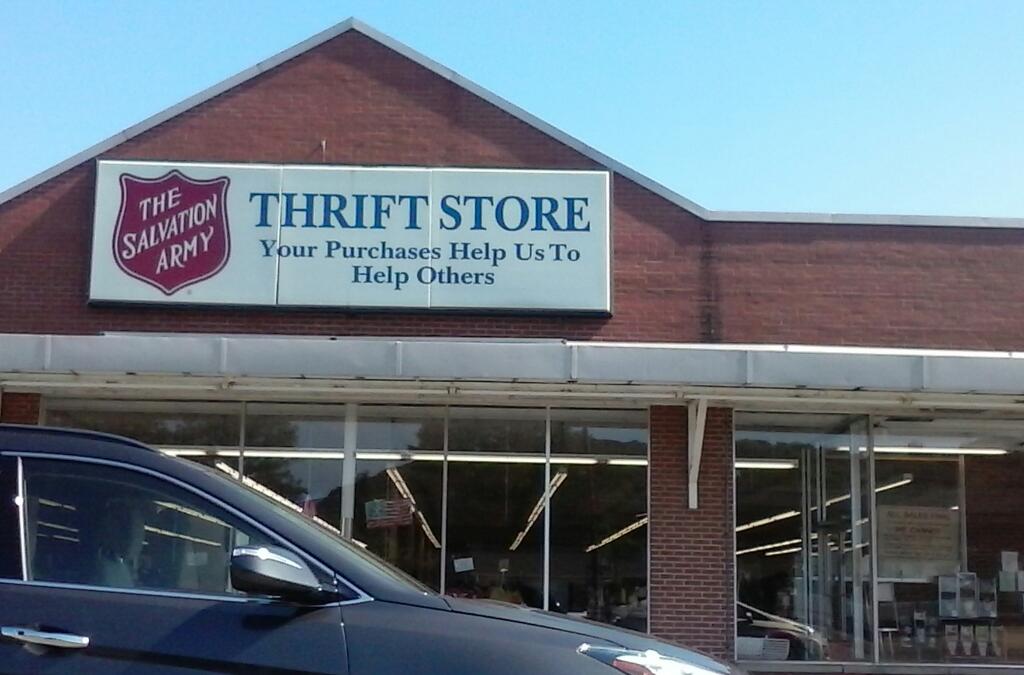 THE
SALVATION
ARMY
THRIFT STORE
Your Purchases Help Us To
Help Others